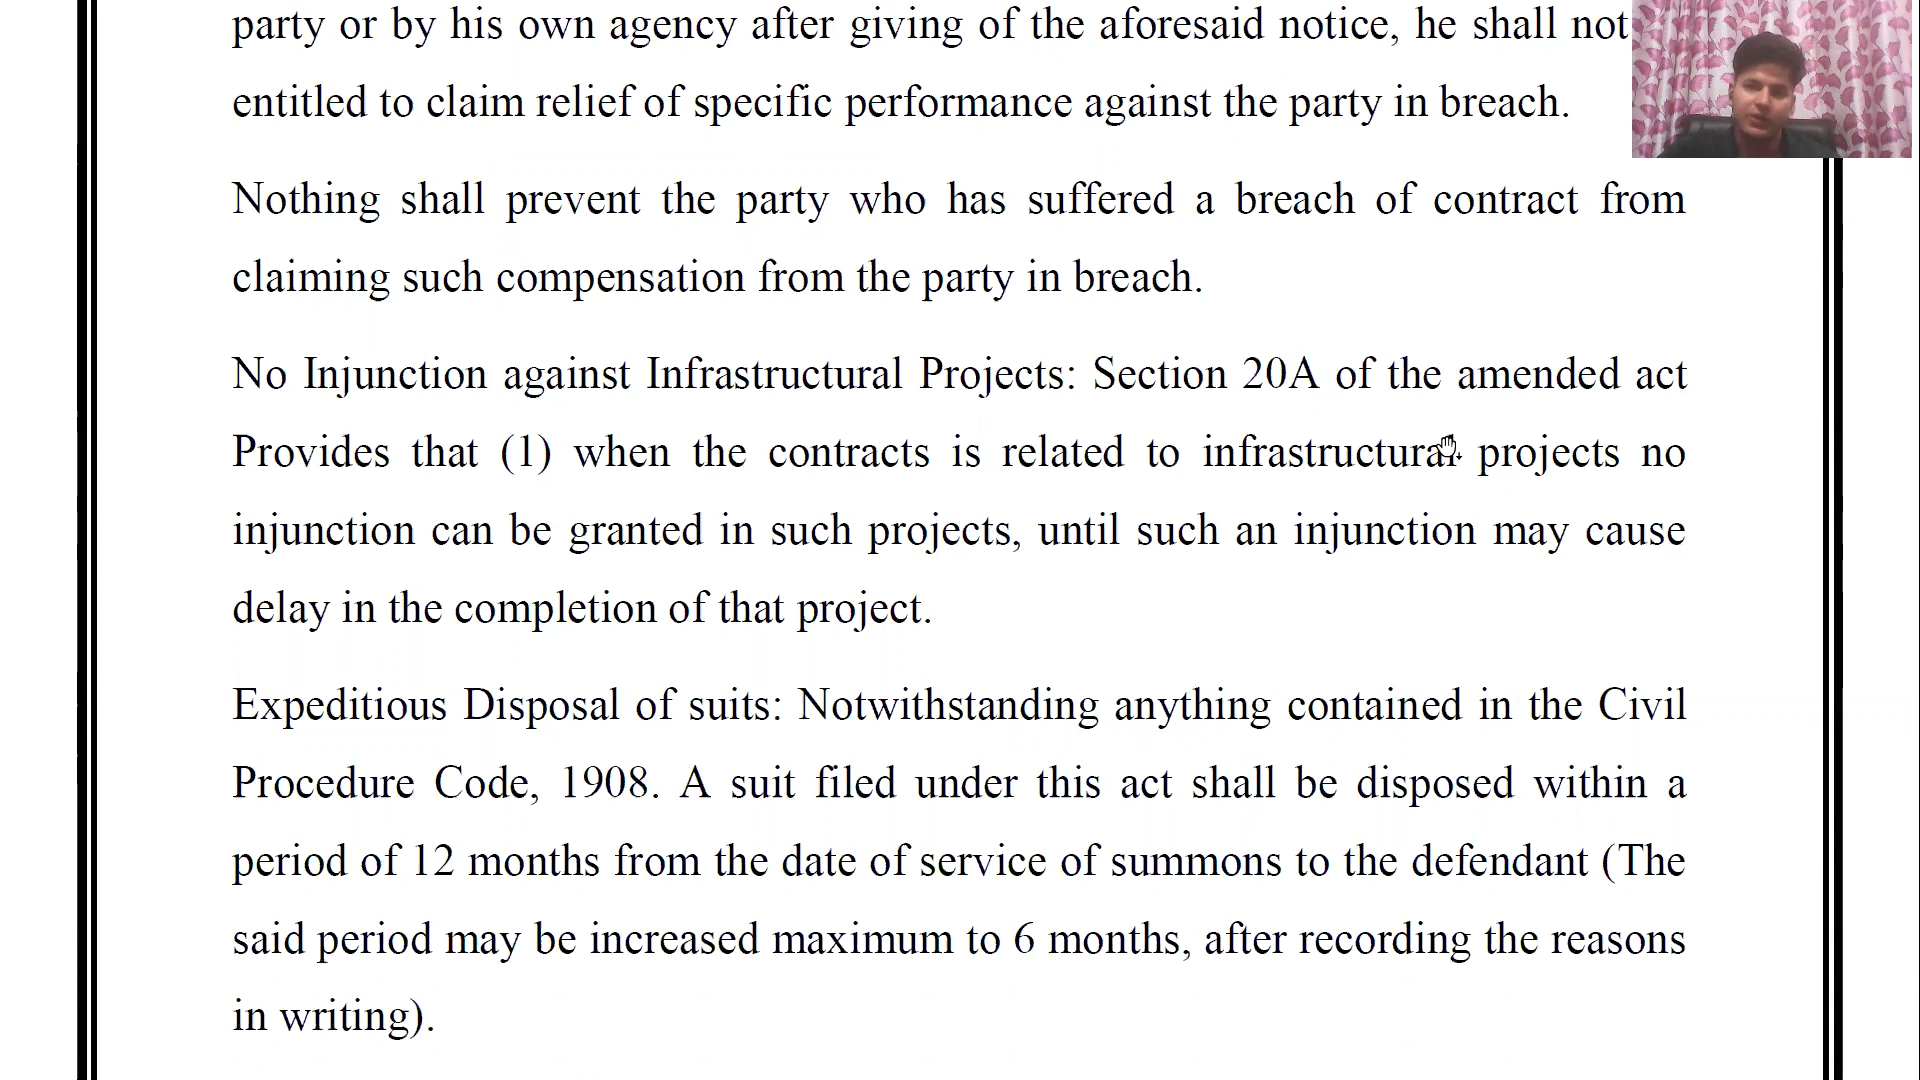 party or by his own agency after giving of the aforesaid notice, he shall not
entitled to claim relief of specific performance against the party in breach.
Nothing shall prevent the party who has suffered a breach of contract from
claiming such compensation from the party in breach.
No Injunction against Infrastructural Projects: Section 20A of the amended act
Provides that (1) when the contracts is related to infrastructural projects no
injunction can be granted in such projects, until such an injunction may cause
delay in the completion of that project.
Expeditious Disposal of suits: Notwithstanding anything contained in the Civil
Procedure Code, 1908. A suit filed under this act shall be disposed within a
period of 12 months from the date of service of summons to the defendant (The
said period may be increased maximum to 6 months, after recording the reasons
in writing).